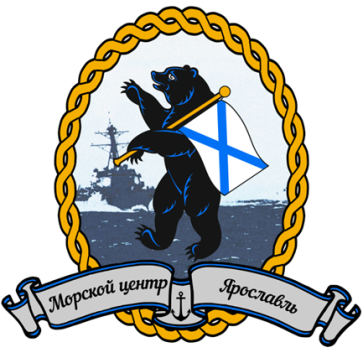 Морской центр
Ярославль